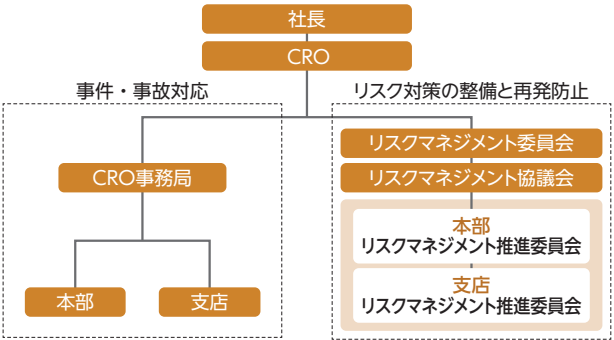 社長
CRO
事件・事故対応
CRO事務局
本部
支店
リスク対策の整備と再発防止
リスクマネジメント委員会
リスクマネジメント協議会
本部
リスクマネジメント推進委員会
支店
リスクマネジメント推進委員会